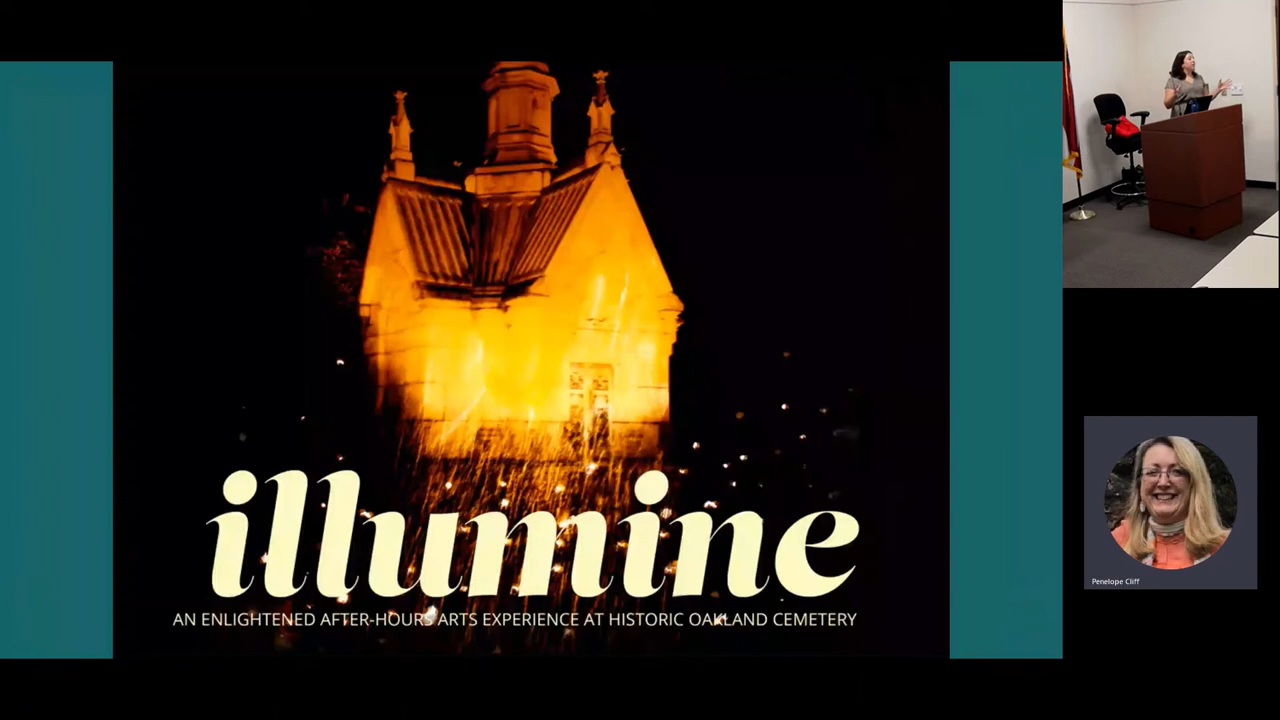 illumine
AN ENLIGHTENED AFTER-HOURS ARTS EXPERIENCE AT HISTORIC OAKLAND CEMETERY
Penelope Cliff